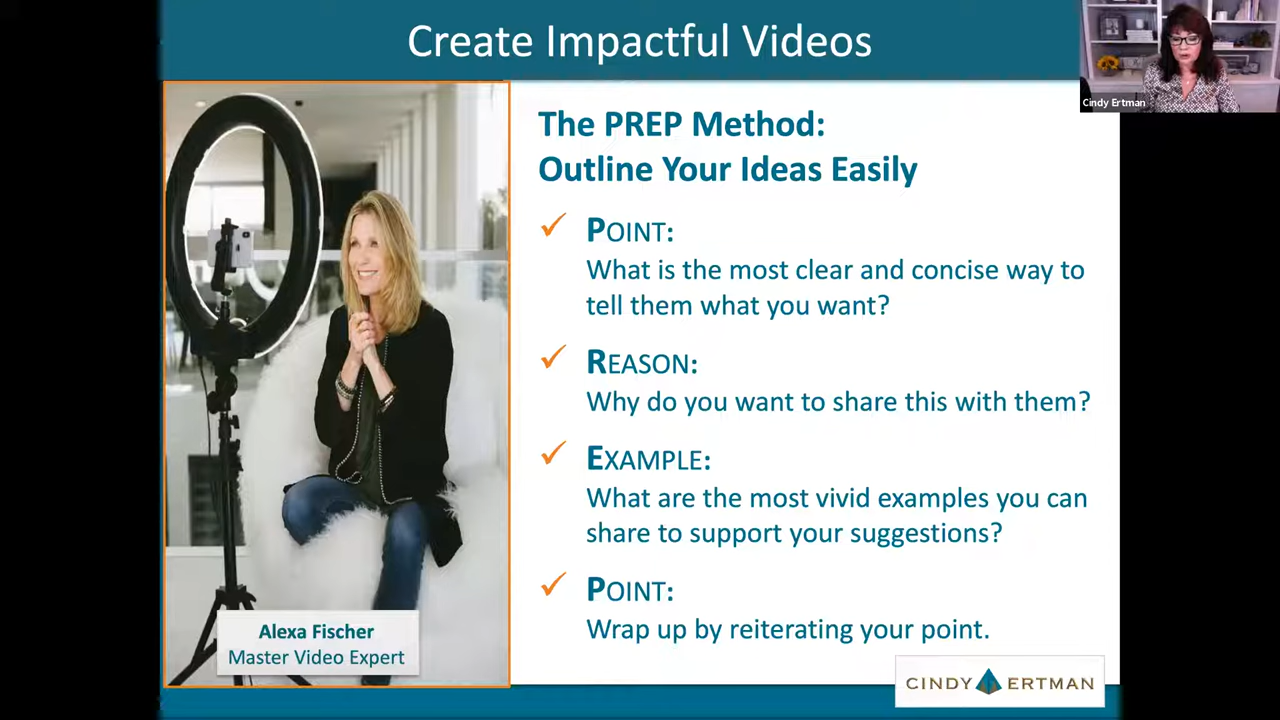 Create Impactful Videos
Cindy Ertman
The PREP Method:
Outline Your Ideas Easily
POINT:
What is the most clear and concise way to
tell them what you want?
REASON:
Why do you want to share this with them?
EXAMPLE:
What are the most vivid examples you can
share to support your suggestions?
POINT:
Wrap up by reiterating your point.
Alexa Fischer
Master Video Expert
CINDY ERTMAN